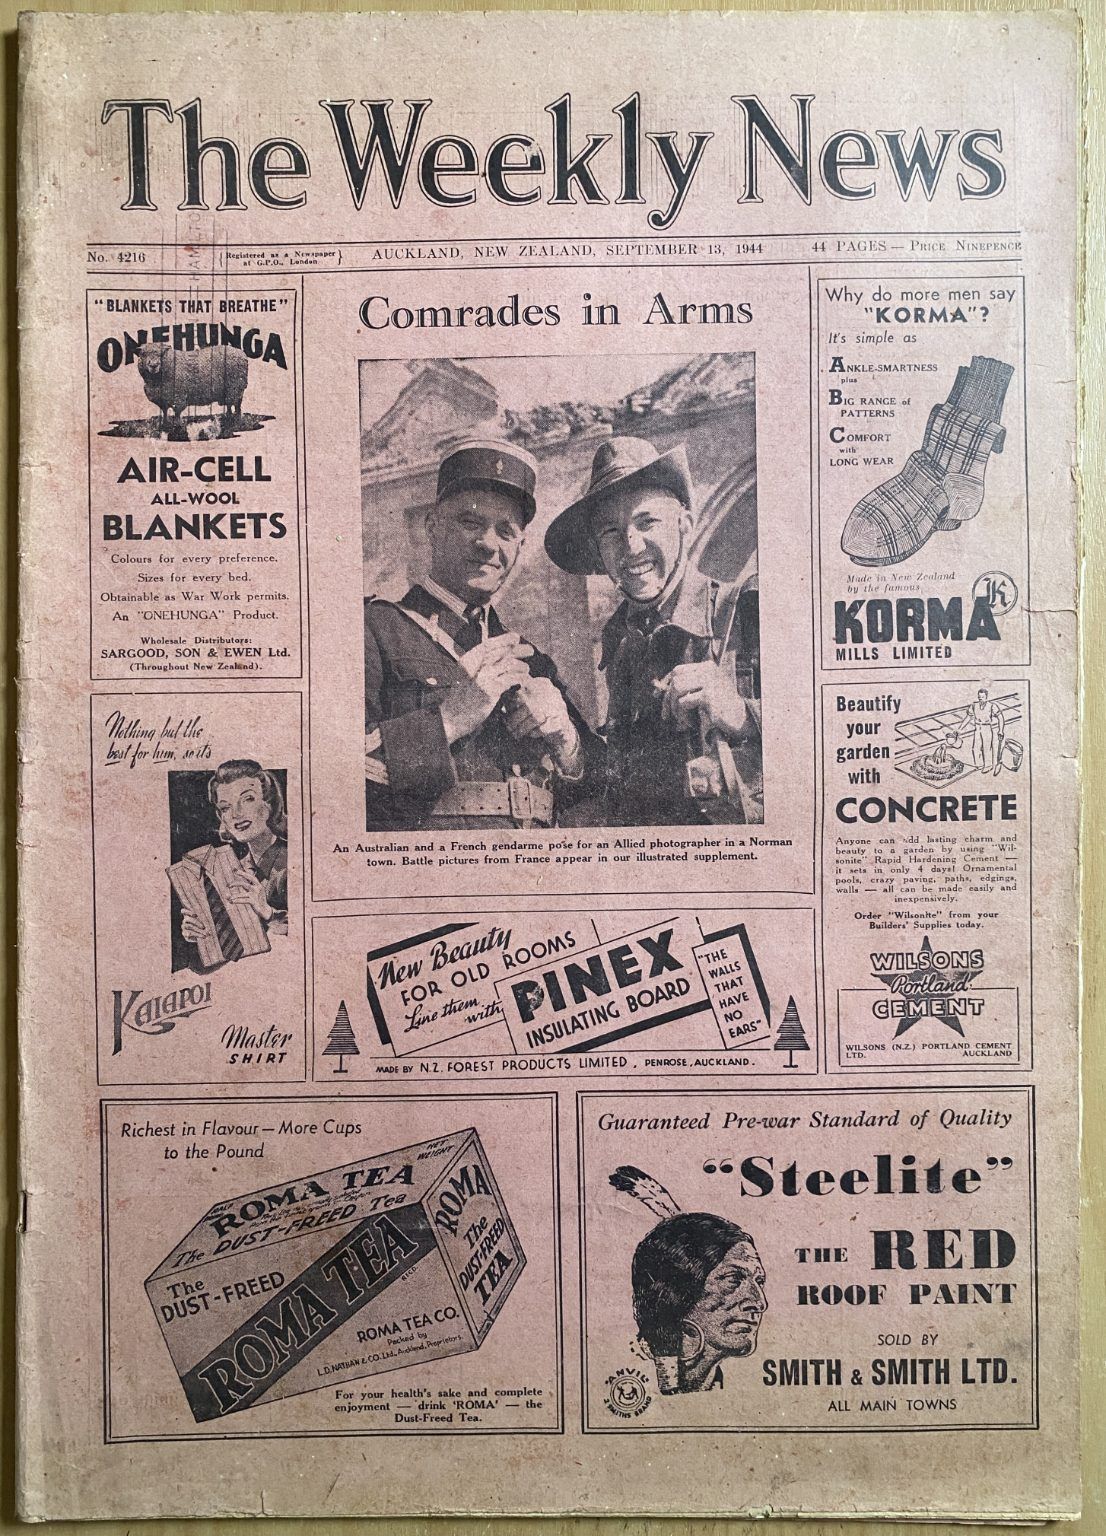 The Weekly News
No. 4216
Registered as a Newspaper
at G.P.O., London
AUCKLAND, NEW ZEALAND, SEPTEMBER 13, 1944
44 PAGES — PRICE NINEPENCE
"BLANKETS THAT BREATHE"
ONEHUNGA
AIR-CELL
ALL-WOOL
BLANKETS
Colours for every preference.
Sizes for every bed.
Obtainable as War Work permits.
An "ONEHUNGA" Product.
Wholesale Distributors:
SARGOOD, SON & EWEN Ltd.
(Throughout New Zealand).
Nothing but the
best for him, so its
KAIAPOI
Master
SHIRT
Comrades in Arms
An Australian and a French gendarme pose for an Allied photographer in a Norman
town. Battle pictures from France appear in our illustrated supplement.
New Beauty
FOR OLD ROOMS
Line them
with
PINEX
INSULATING BOARD
"THE
WALLS
THAT
HAVE
NO
EARS"
MADE BY N.Z. FOREST PRODUCTS LIMITED, PENROSE, AUCKLAND.
Why do more men say
"KORMA"?
It's simple as
ANKLE-SMARTNESS
plus
BIG RANGE of
PATTERNS
COMFORT
with
LONG WEAR
Made in New Zealand
by the famous
K
KORMA
MILLS LIMITED
Beautify
your
garden
with
CONCRETE
Anyone can add lasting charm and
beauty to a garden by using "Wil-
sonite" Rapid Hardening Cement —
it sets in only 4 days! Ornamental
pools, crazy paving, paths, edgings,
walls — all can be made easily and
inexpensively.
Order "Wilsonite" from your
Builders' Supplies today.
WILSONS
Portland
CEMENT
WILSONS (N.Z.) PORTLAND CEMENT
LTD. AUCKLAND
Richest in Flavour — More Cups
to the Pound
NET
WEIGHT
ROMA TEA
The DUST-FREED Tea
The
DUST-FREED
ROMA TEA
REGD.
ROMA TEA CO.
Packed by
L.D. NATHAN & CO. Ltd., Auckland, Proprietors.
ROMA
The
DUST-FREED
TEA
For your health's sake and complete
enjoyment — drink 'ROMA' — the
Dust-Freed Tea.
Guaranteed Pre-war Standard of Quality
"Steelite"
THE RED
ROOF PAINT
SOLD BY
SMITH & SMITH LTD.
ALL MAIN TOWNS
ANVIL
2 SMITHS BRAND